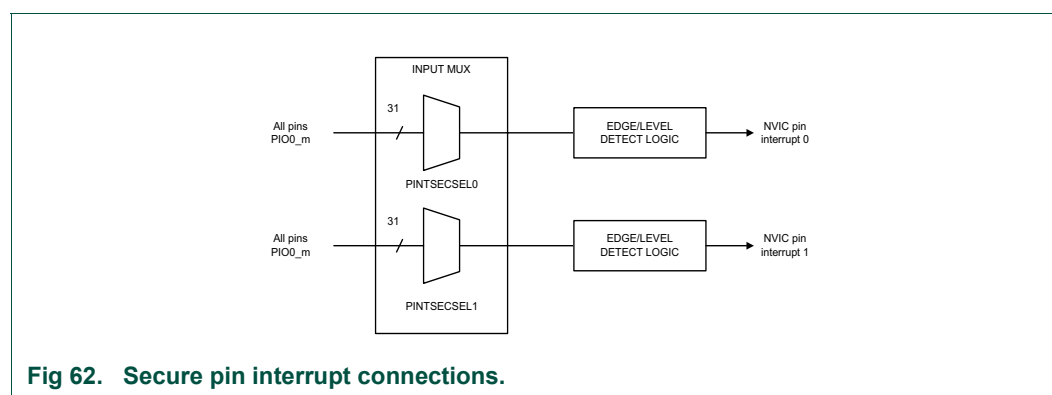 INPUT MUX
31
All pins
PIO0_m
EDGE/LEVEL
DETECT LOGIC
NVIC pin
interrupt 0
PINTSECSEL0
31
All pins
PIO0_m
EDGE/LEVEL
DETECT LOGIC
NVIC pin
interrupt 1
PINTSECSEL1
Fig 62. Secure pin interrupt connections.